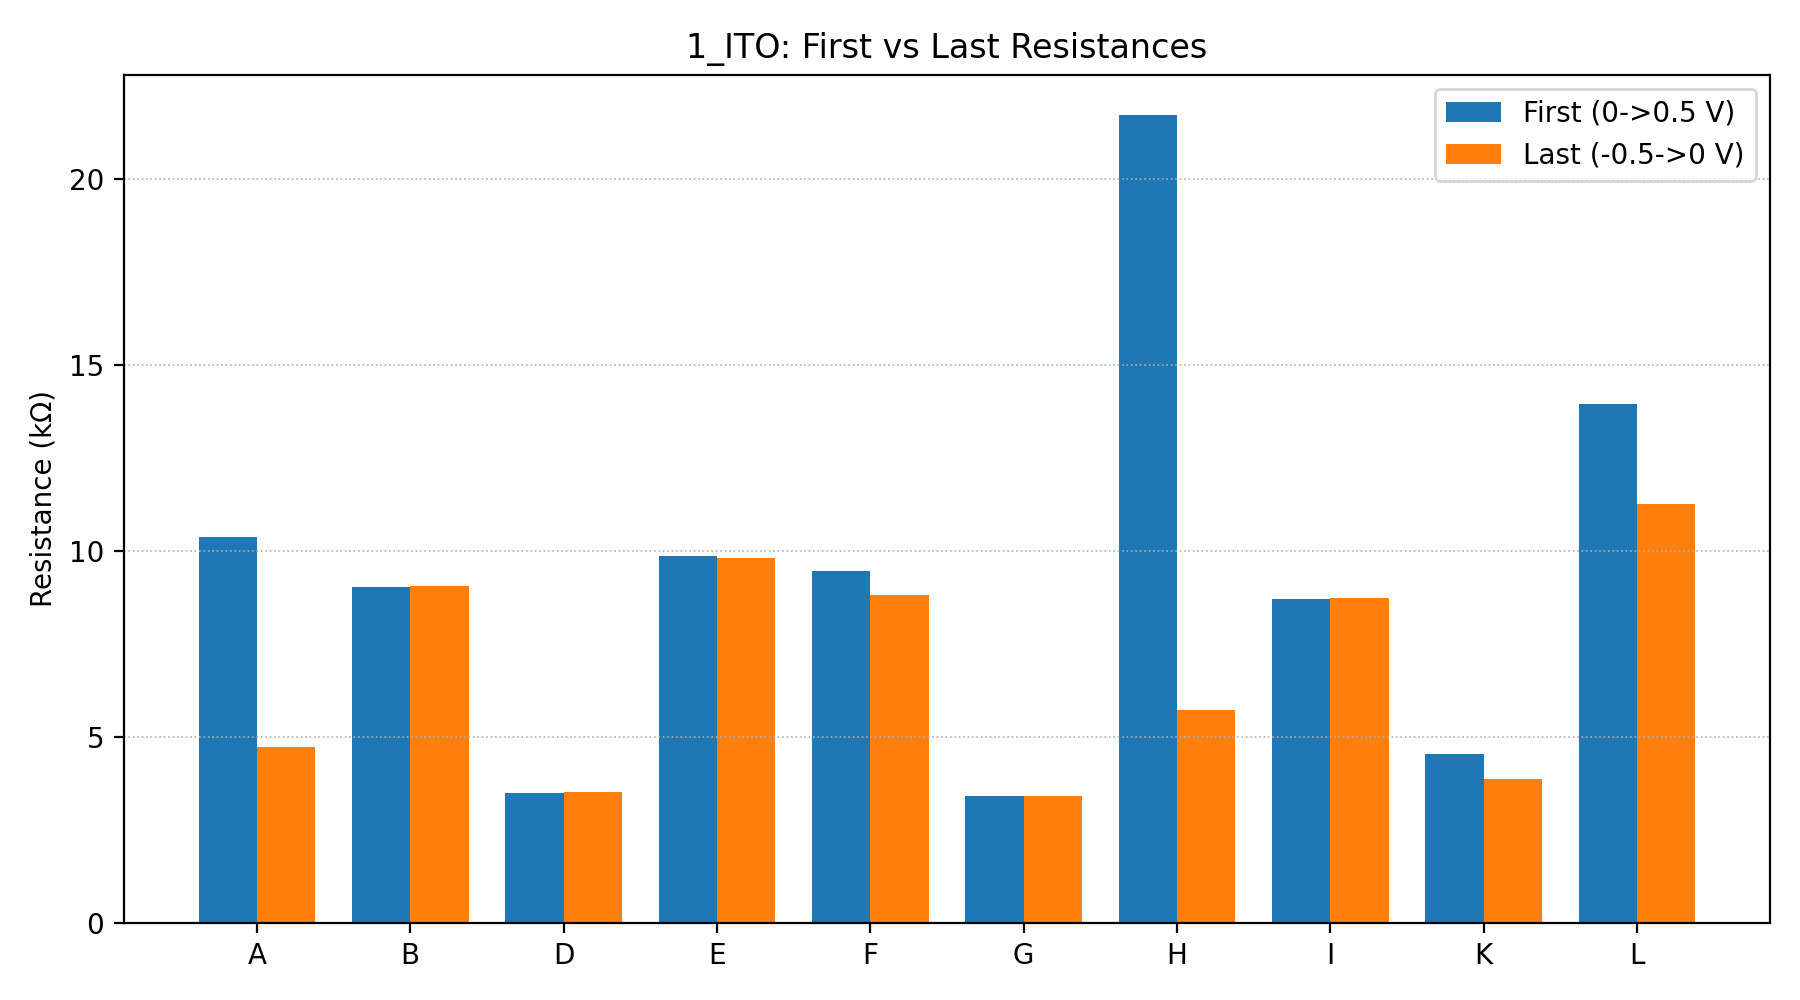 1_ITO: First vs Last Resistances
First (0->0.5 V)
Last (-0.5->0 V)
Resistance (kΩ)
20
15
10
5
0
A B D E F G H I K L